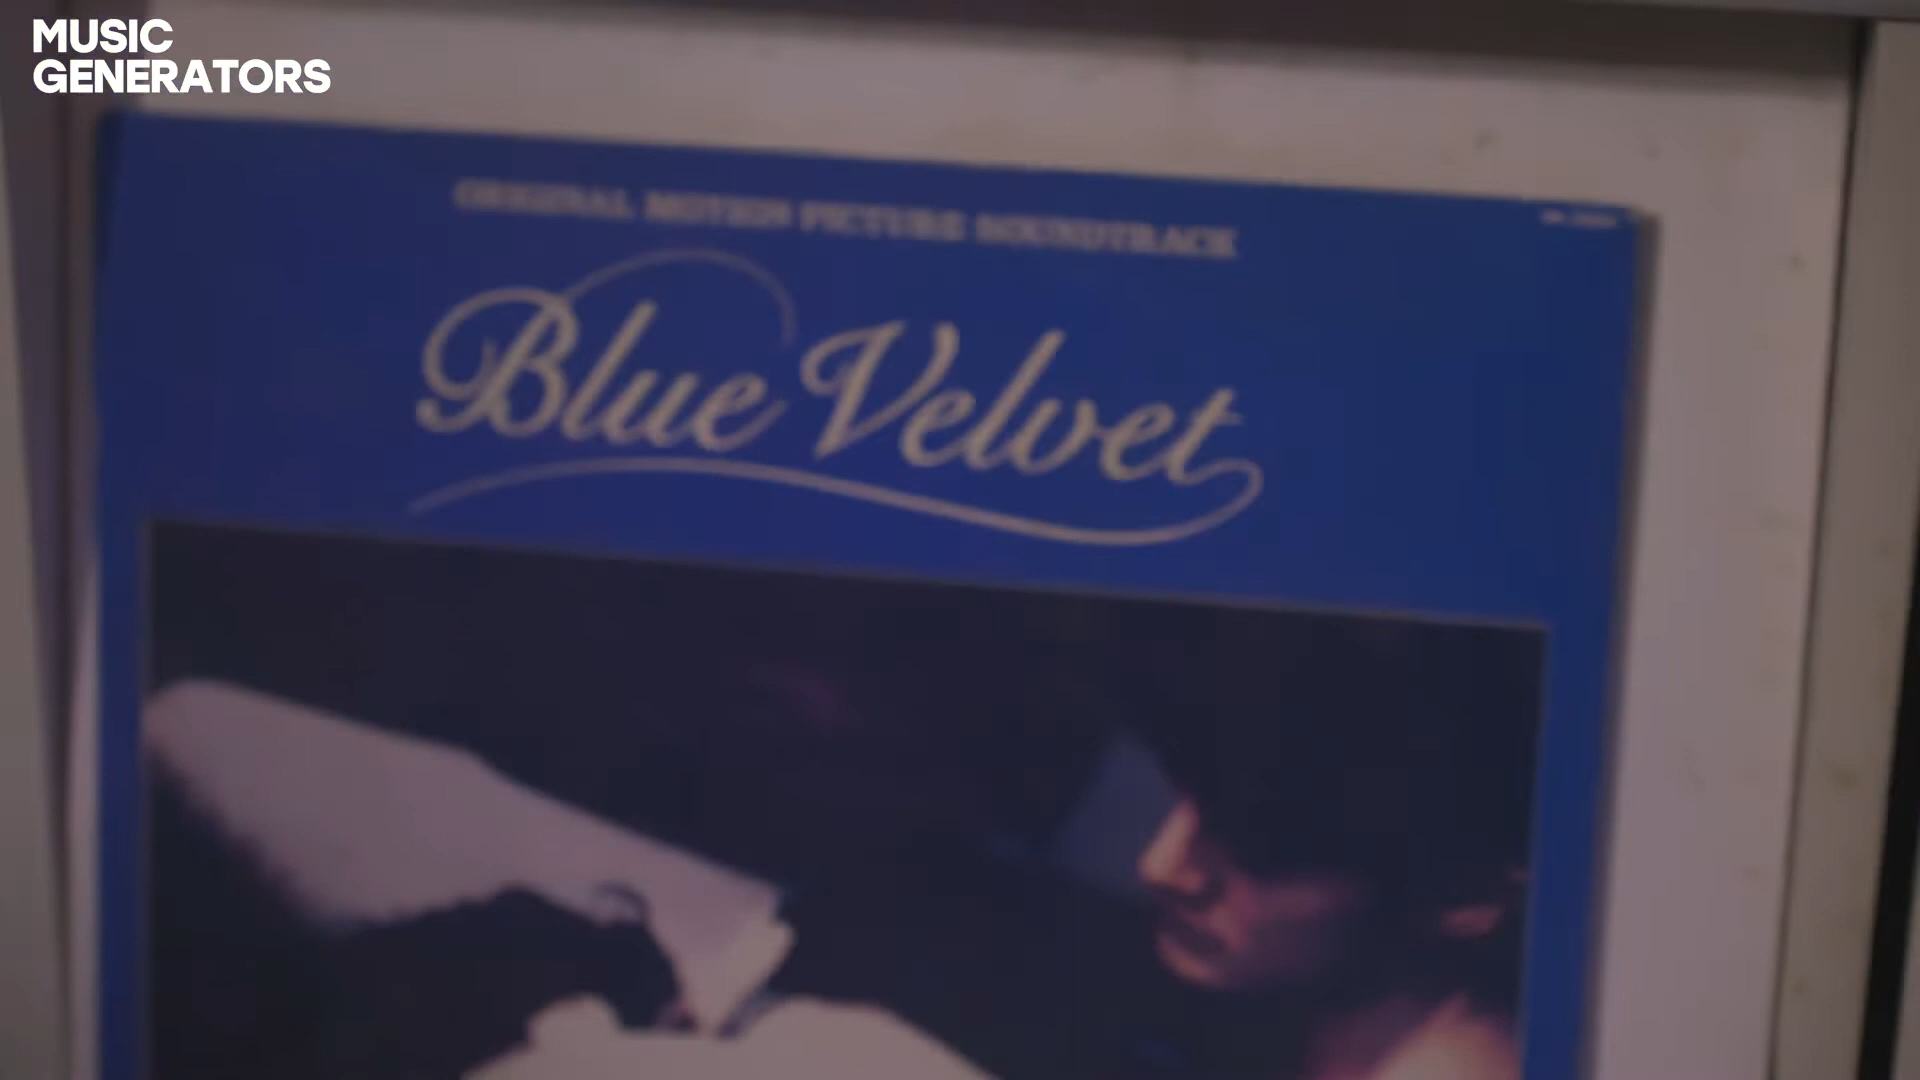 MUSIC
GENERATORS
ORIGINAL MOTION PICTURE SOUNDTRACK
Blue Velvet